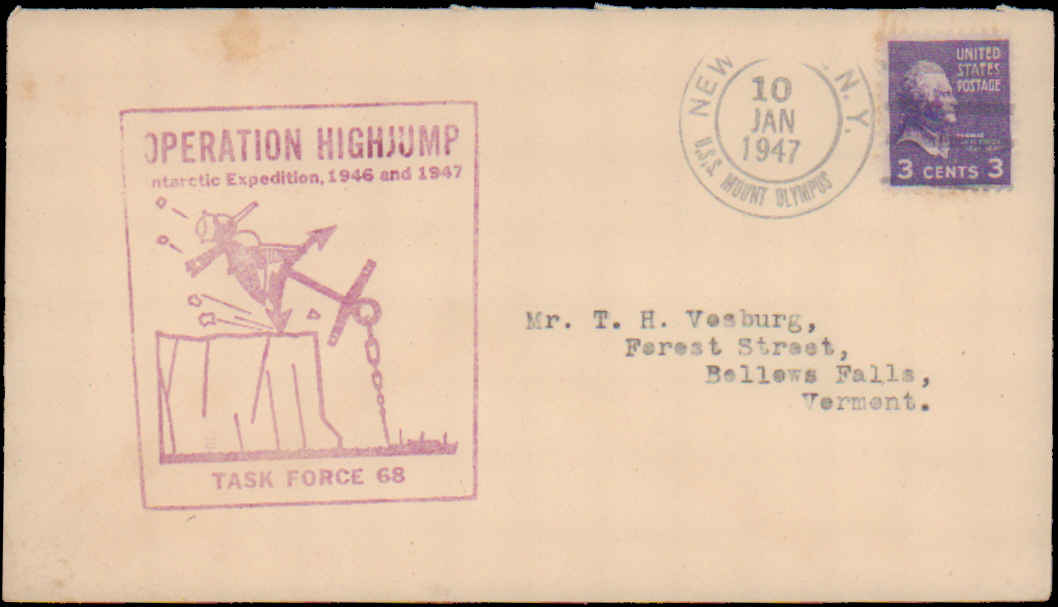 OPERATION HIGHJUMP
ntarctic Expedition, 1946 and 1947
TASK FORCE 68
NEW N.Y.
10
JAN
1947
U.S.S. MOUNT OLYMPUS
UNITED
STATES
POSTAGE
THOMAS
3 CENTS 3
Mr. T. H. Vosburg,
Forest Street,
Bellows Falls,
Vermont.